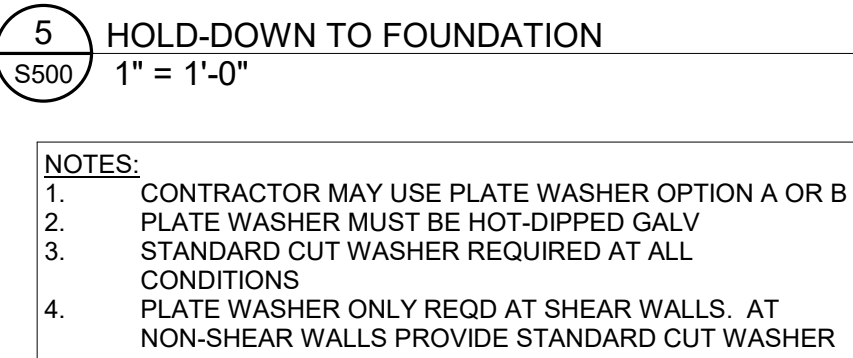 5 HOLD-DOWN TO FOUNDATION
S500 1" = 1'-0"
NOTES:
1. CONTRACTOR MAY USE PLATE WASHER OPTION A OR B
2. PLATE WASHER MUST BE HOT-DIPPED GALV
3. STANDARD CUT WASHER REQUIRED AT ALL
CONDITIONS
4. PLATE WASHER ONLY REQD AT SHEAR WALLS. AT
NON-SHEAR WALLS PROVIDE STANDARD CUT WASHER